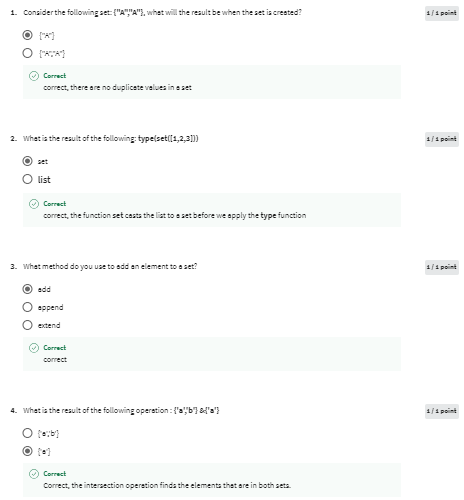 1. Consider the following set: {"A","A"}, what will the result be when the set is created?
1 / 1 point
{"A"}
{"A","A"}
Correct
correct, there are no duplicate values in a set
2. What is the result of the following: type(set([1,2,3]))
1 / 1 point
set
list
Correct
correct, the function set casts the list to a set before we apply the type function
3. What method do you use to add an element to a set?
1 / 1 point
add
append
extend
Correct
correct
4. What is the result of the following operation : {'a','b'} &{'a'}
1 / 1 point
{'a','b'}
{'a'}
Correct
Correct, the intersection operation finds the elements that are in both sets.